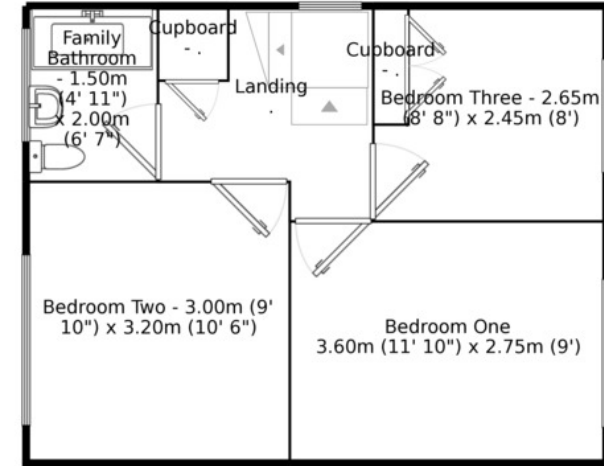 Family
Bathroom
- 1.50m
(4' 11")
x 2.00m
(6' 7")
Cupboard
- .
Landing
.
Cupboard
- .
Bedroom Three - 2.65m
(8' 8") x 2.45m (8')
Bedroom Two - 3.00m (9'
10") x 3.20m (10' 6")
Bedroom One
3.60m (11' 10") x 2.75m (9')